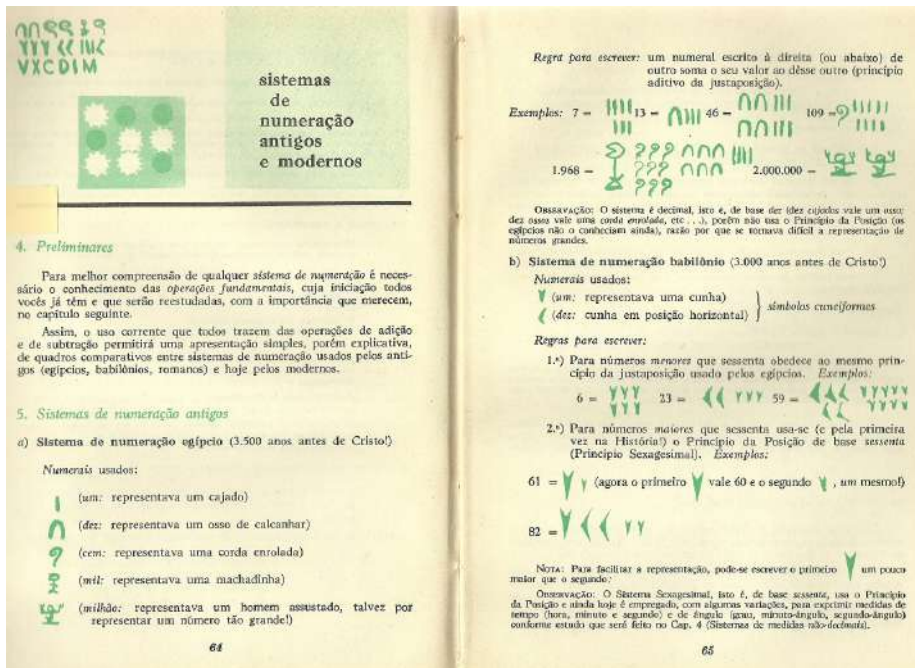 VXCDIM
sistemas
de
numeração
antigos
e modernos
4. Preliminares
Para melhor compreensão de qualquer sistema de numeração é neces-
sário o conhecimento das operações fundamentais, cuja iniciação todos
vocês já têm e que serão reestudadas, com a importância que merecem,
no capítulo seguinte.
Assim, o uso corrente que todos trazem das operações de adição
e de subtração permitirá uma apresentação simples, porém explicativa,
de quadros comparativos entre sistemas de numeração usados pelos anti-
gos (egípcios, babilônios, romanos) e hoje pelos modernos.
5. Sistemas de numeração antigos
a) Sistema de numeração egípcio (3.500 anos antes de Cristo!)
Numerais usados:
(um: representava um cajado)
(dez: representava um osso de calcanhar)
(cem: representava uma corda enrolada)
(mil: representava uma machadinha)
(milhão: representava um homem assustado, talvez por
representar um número tão grande!)
64
Regra para escrever: um numeral escrito à direita (ou abaixo) de
outro soma o seu valor ao dêsse outro (princípio
aditivo da justaposição).
Exemplos: 7 = 13 = 46 = 109 =
1.968 = 2.000.000 =
OBSERVAÇÃO: O sistema é decimal, isto é, de base dez (dez cajados vale um osso;
dez ossos vale uma corda enrolada, etc . . .), porém não usa o Princípio da Posição (os
egípcios não o conheciam ainda), razão por que se tornava difícil a representação de
números grandes.
b) Sistema de numeração babilônio (3.000 anos antes de Cristo!)
Numerais usados:
(um: representava uma cunha)
(dez: cunha em posição horizontal)
símbolos cuneiformes
Regras para escrever:
1.ª) Para números menores que sessenta obedece ao mesmo prin-
cípio da justaposição usado pelos egípcios. Exemplos:
6 = 23 = 59 =
2.ª) Para números maiores que sessenta usa-se (e pela primeira
vez na História!) o Princípio da Posição de base sessenta
(Princípio Sexagesimal). Exemplos:
61 = (agora o primeiro vale 60 e o segundo , um mesmo!)
82 =
NOTA: Para facilitar a representação, pode-se escrever o primeiro um pouco
maior que o segundo:
OBSERVAÇÃO: O Sistema Sexagesimal, isto é, de base sessenta, usa o Princípio
da Posição e ainda hoje é empregado, com algumas variações, para exprimir medidas de
tempo (hora, minuto e segundo) e de ângulo (grau, minuto-ângulo, segundo-ângulo)
conforme estudo que será feito no Cap. 4 (Sistemas de medidas não-decimais).
65